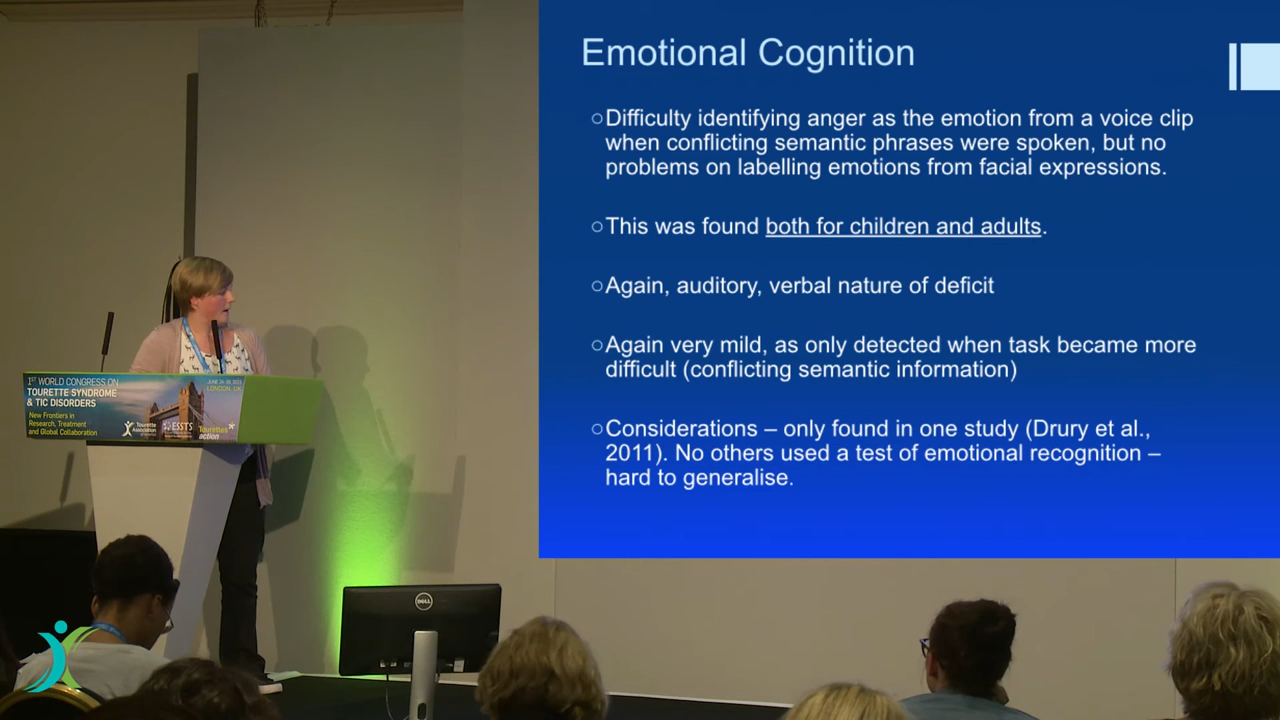 Emotional Cognition
○Difficulty identifying anger as the emotion from a voice clip
when conflicting semantic phrases were spoken, but no
problems on labelling emotions from facial expressions.
○This was found both for children and adults.
○Again, auditory, verbal nature of deficit
○Again very mild, as only detected when task became more
difficult (conflicting semantic information)
○Considerations – only found in one study (Drury et al.,
2011). No others used a test of emotional recognition –
hard to generalise.
1ST WORLD CONGRESS ON
TOURETTE SYNDROME
& TIC DISORDERS
New Frontiers in
Research, Treatment
and Global Collaboration
LONDON, UK
Tourette
Association
ESSTS
Tourettes
action
DELL